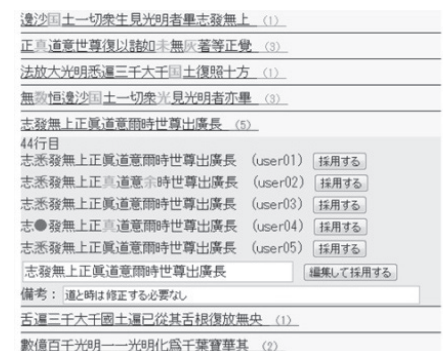 邊沙国土一切衆生見光明者畢志發無上 (1)
正真道意世尊復以諸如未無灰著等正覺 (3)
法放大光明悉遍三千大千国土復照十方 (1)
無数恒邊沙国土一切衆光見光明者亦畢 (3)
志發無上正眞道意爾時世尊出廣長 (5)
44行目
志悉發無上正眞道意爾時世尊出廣長 (user01) 採用する
志悉發無上正真道意尓時世尊出廣長 (user02) 採用する
志悉發無上正真道意爾時世尊出廣長 (user03) 採用する
志●發無上正真道意爾時世尊出廣長 (user04) 採用する
志悉發無上正眞道意爾時世尊出廣長 (user05) 採用する
志發無上正眞道意爾時世尊出廣長 編集して採用する
備考: 道と時は修正する必要なし
舌遍三千大千國土遍已從其舌根復放無央 (1)
數億百千光明一一光明化爲千葉寶華其 (2)